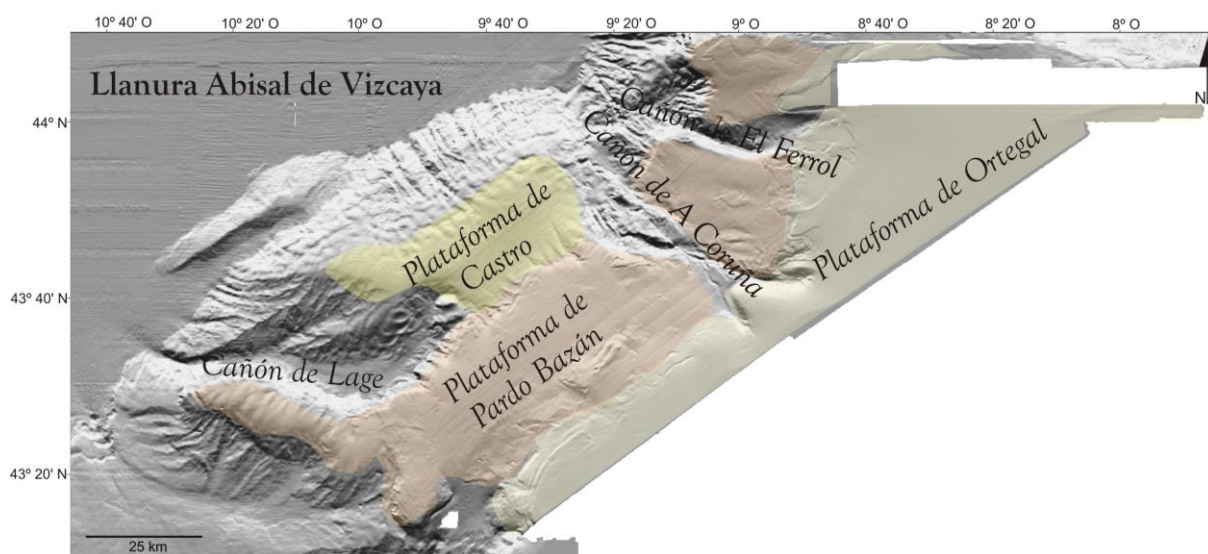 10º 40' O
10º 20' O
10º O
9º 40' O
9º 20' O
9º O
8º 40' O
8º 20' O
8º O
Llanura Abisal de Vizcaya
N
44º N
Cañón de El Ferrol
Cañón de A Coruña
Plataforma de Ortegal
Plataforma de
Castro
43º 40' N
Plataforma de
Pardo Bazán
Cañón de Lage
43º 20' N
25 km